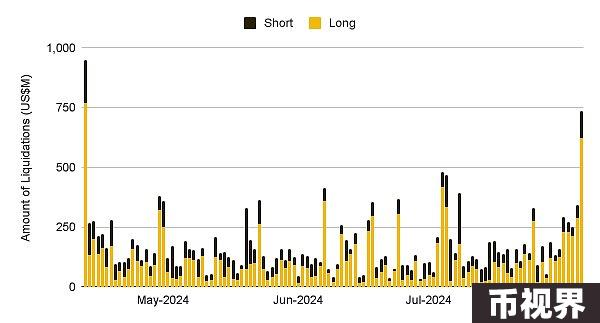 Short Long
Amount of Liquidations (US$M)
1,000
750
500
250
0
May-2024 Jun-2024 Jul-2024
币视界